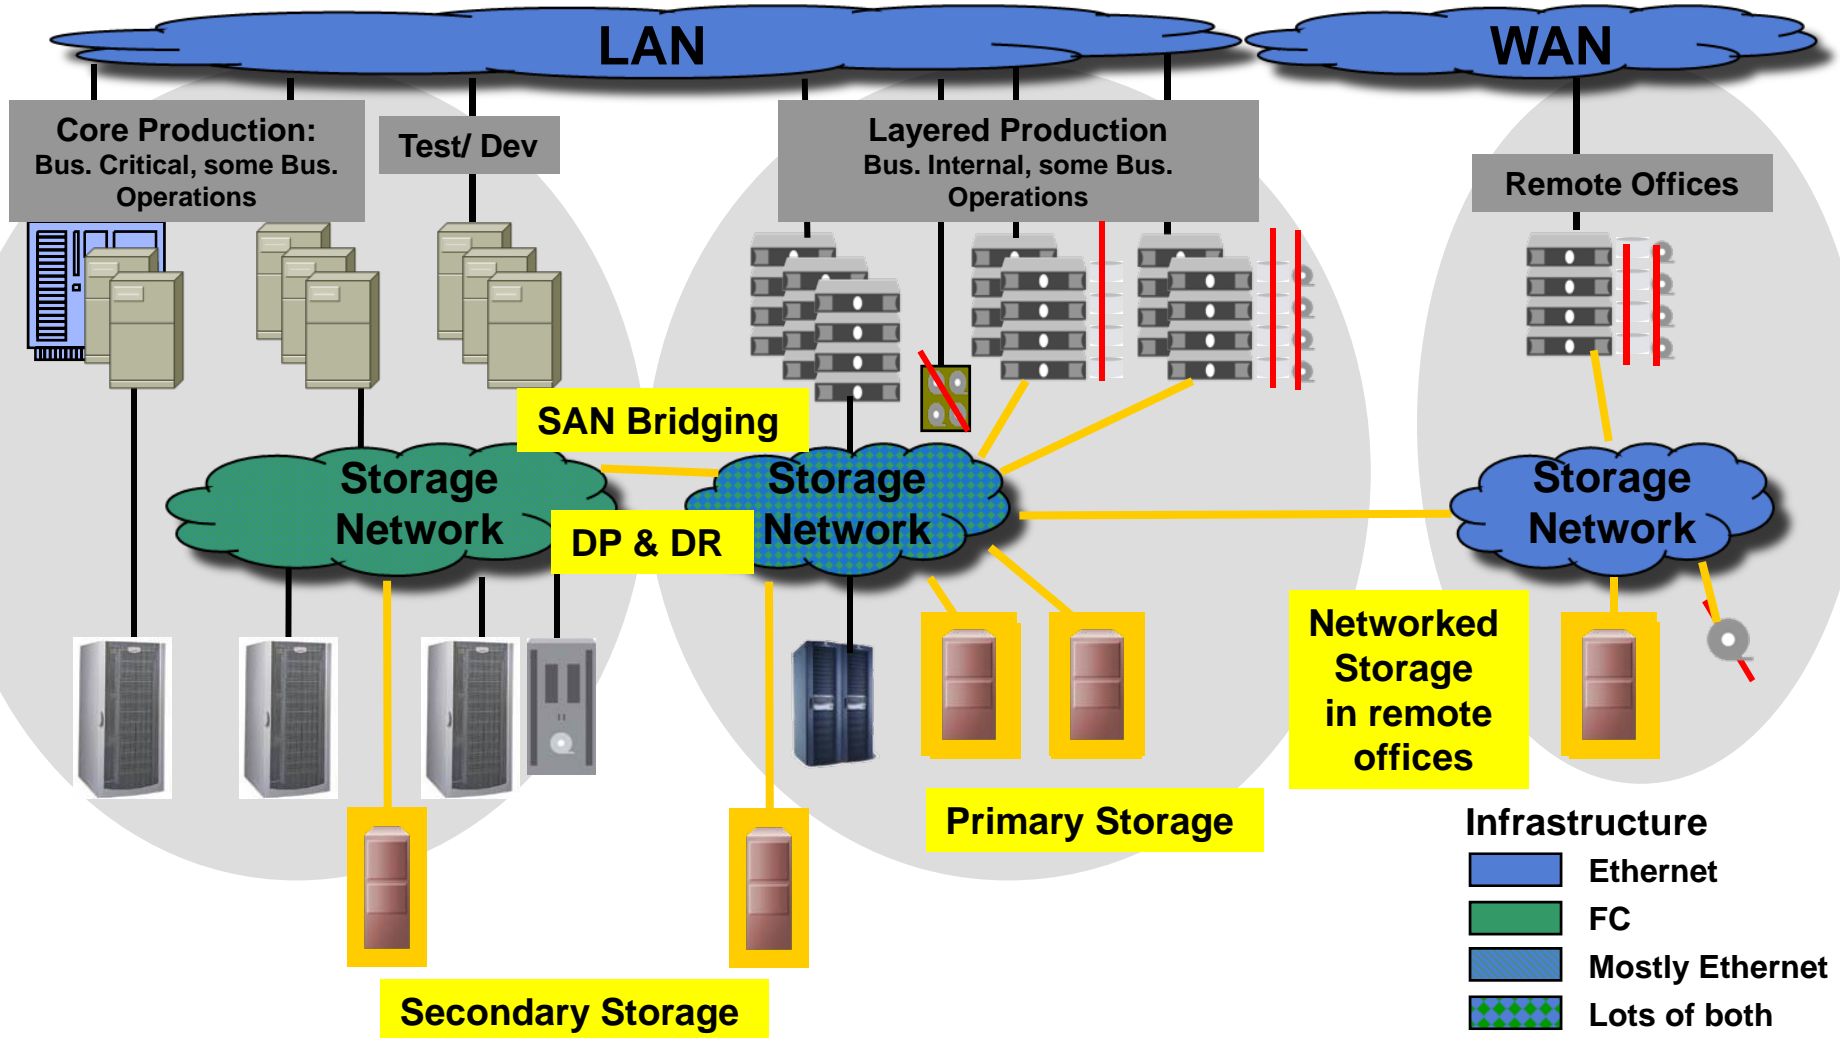 LAN
WAN
Core Production:
Bus. Critical, some Bus.
Operations
Test/ Dev
Layered Production
Bus. Internal, some Bus.
Operations
Remote Offices
SAN Bridging
Storage
Network
DP & DR
Storage
Network
Storage
Network
Networked
Storage
in remote
offices
Primary Storage
Secondary Storage
Infrastructure
Ethernet
FC
Mostly Ethernet
Lots of both